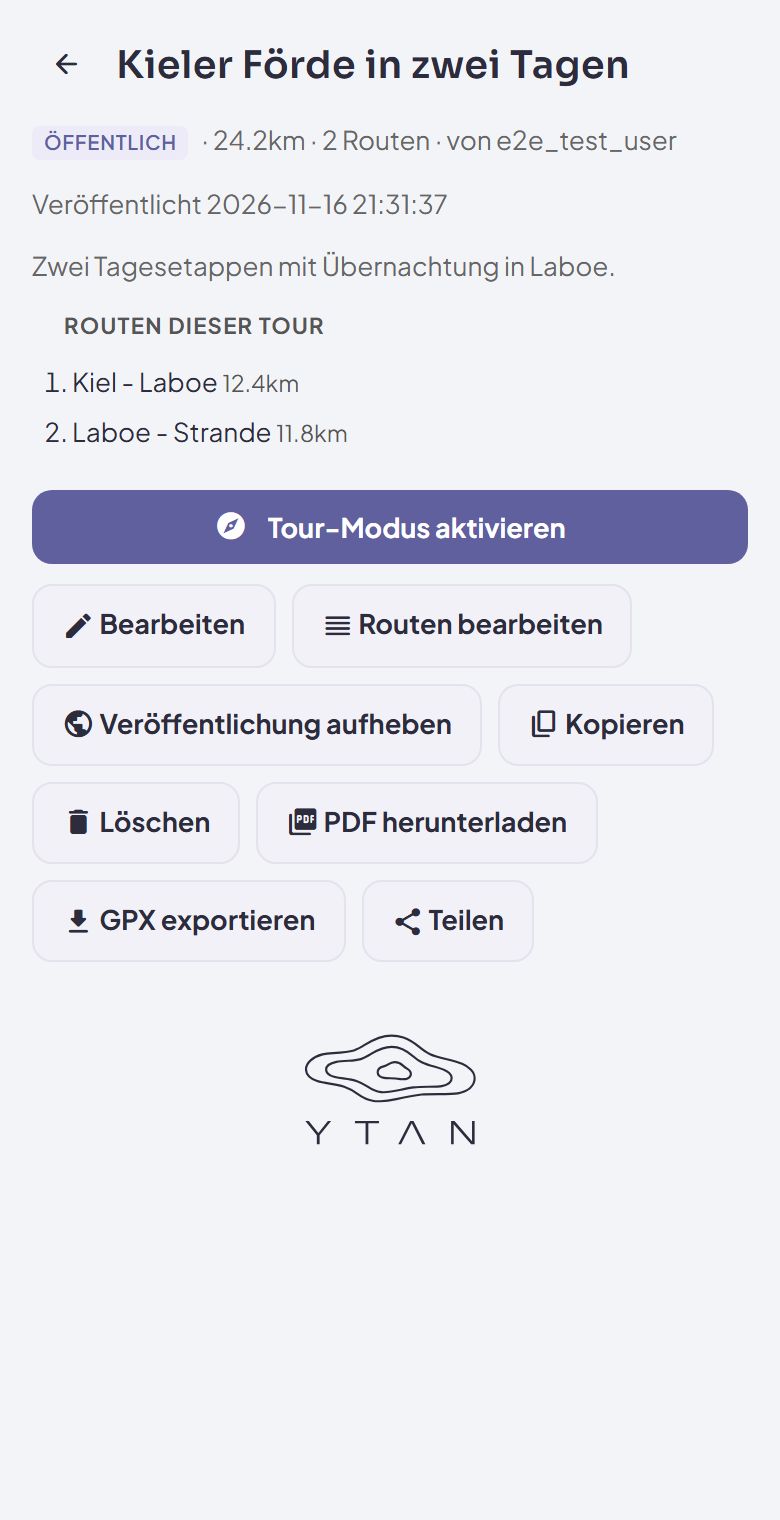 Kieler Förde in zwei Tagen
ÖFFENTLICH · 24.2km · 2 Routen · von e2e_test_user
Veröffentlicht 2026-11-16 21:31:37
Zwei Tagesetappen mit Übernachtung in Laboe.
ROUTEN DIESER TOUR
1. Kiel - Laboe 12.4km
2. Laboe - Strande 11.8km
Tour-Modus aktivieren
Bearbeiten Routen bearbeiten
Veröffentlichung aufheben Kopieren
Löschen PDF herunterladen
GPX exportieren Teilen
YTAN